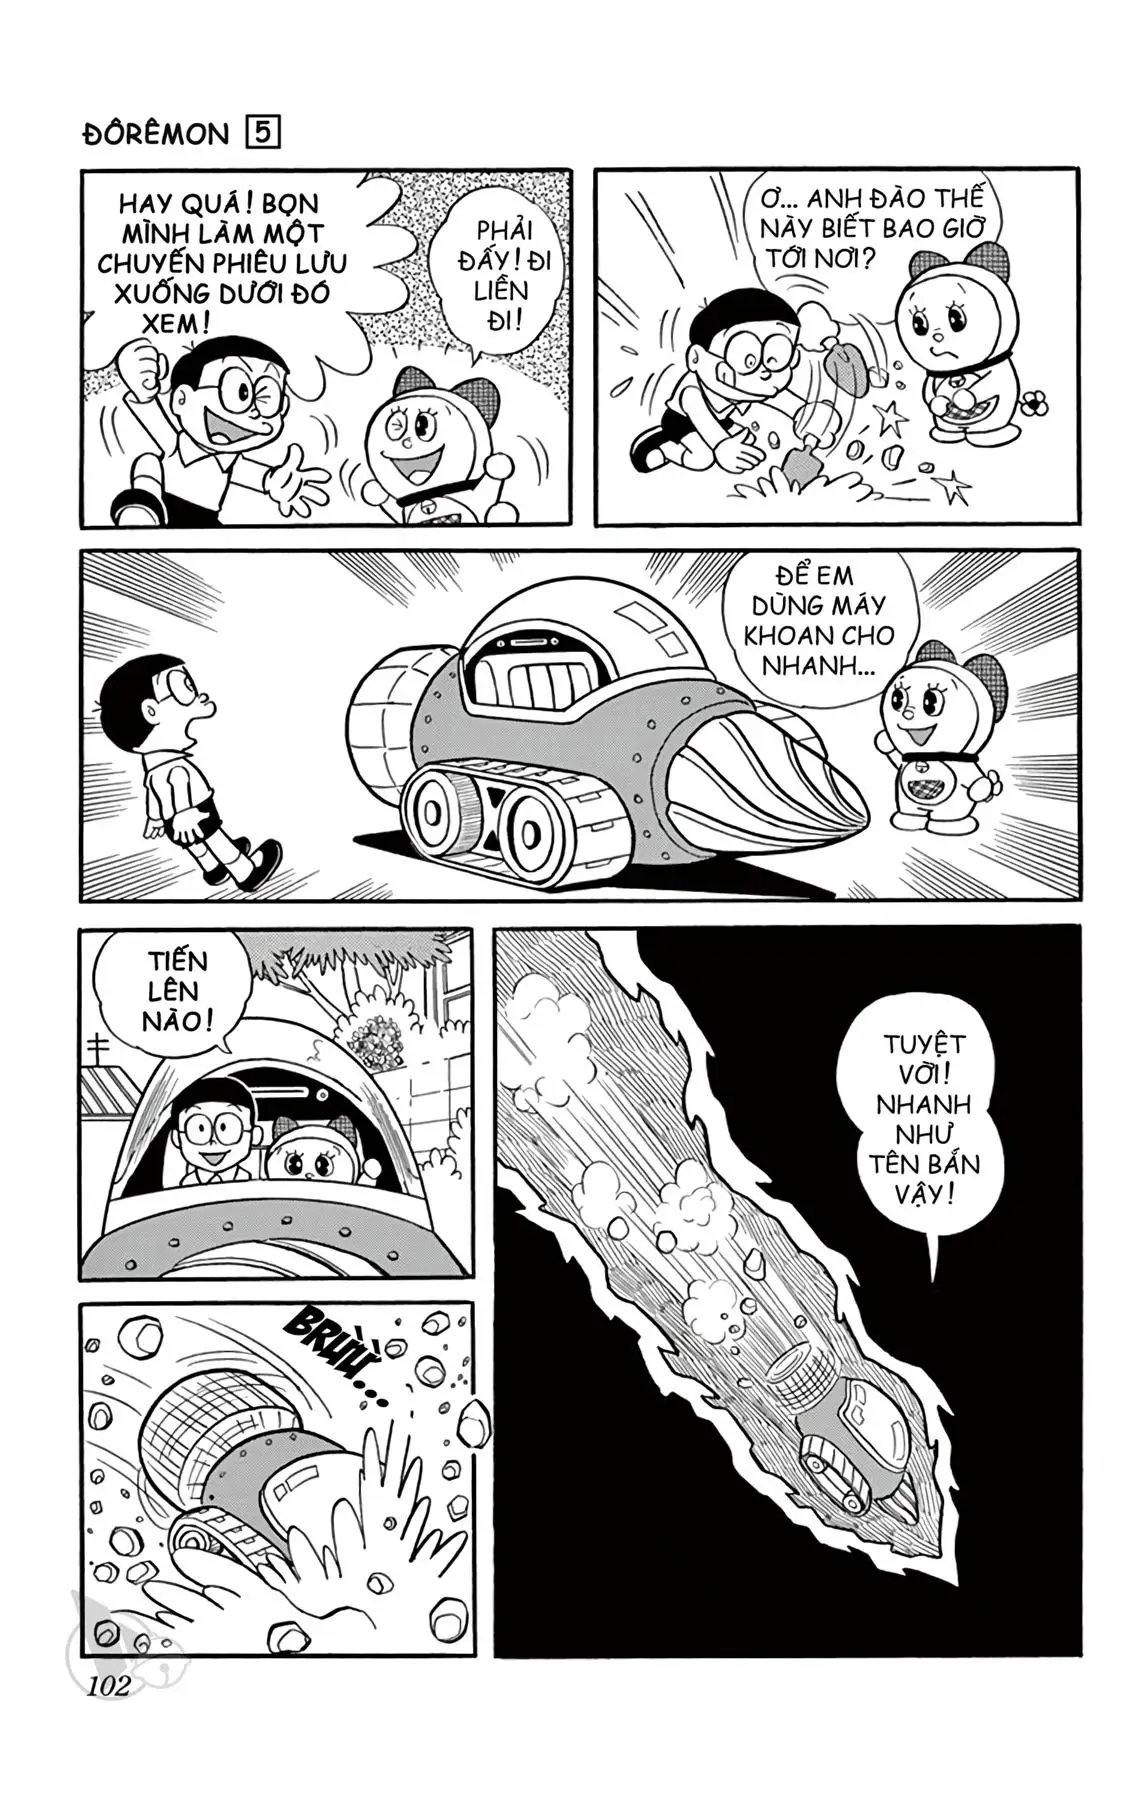 ĐÔRÊMON 5
HAY QUÁ! BỌN
MÌNH LÀM MỘT
CHUYẾN PHIÊU LƯU
XUỐNG DƯỚI ĐÓ
XEM!
PHẢI
ĐẤY! ĐI
LIỀN
ĐI!
Ơ... ANH ĐÀO THẾ
NÀY BIẾT BAO GIỜ
TỚI NƠI?
ĐỂ EM
DÙNG MÁY
KHOAN CHO
NHANH...
TIẾN
LÊN
NÀO!
BRỪỪ...
TUYỆT
VỜI!
NHANH
NHƯ
TÊN BẮN
VẬY!
102